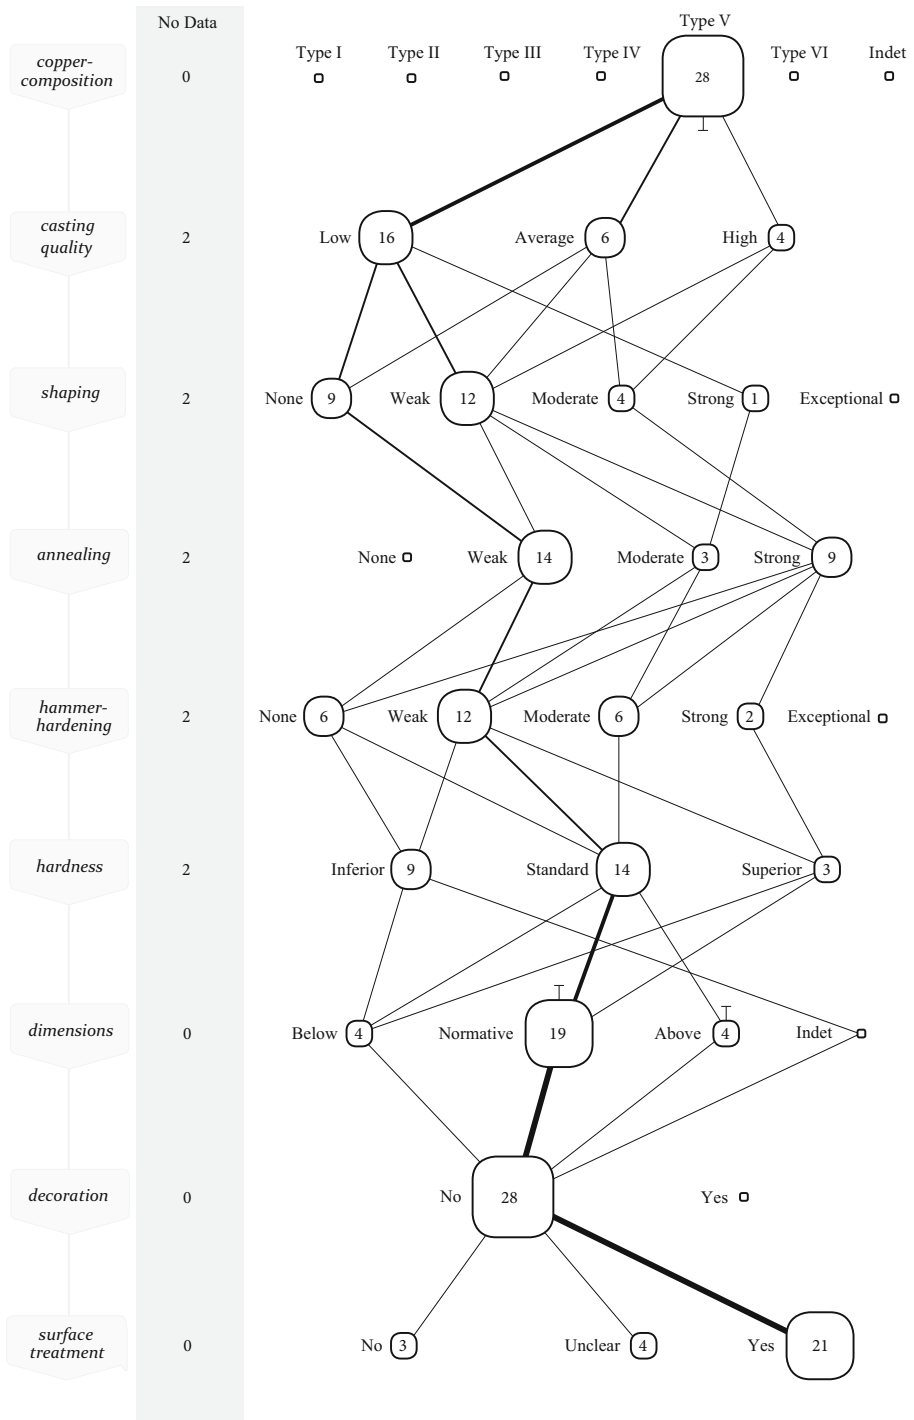 No Data
Type V
Type I
Type II
Type III
Type IV
Type VI
Indet
copper-
composition
0
28
casting
quality
2
Low
16
Average
6
High
4
shaping
2
None
9
Weak
12
Moderate
4
Strong
1
Exceptional
annealing
2
None
Weak
14
Moderate
3
Strong
9
hammer-
hardening
2
None
6
Weak
12
Moderate
6
Strong
2
Exceptional
hardness
2
Inferior
9
Standard
14
Superior
3
dimensions
0
Below
4
Normative
19
Above
4
Indet
decoration
0
No
28
Yes
surface
treatment
0
No
3
Unclear
4
Yes
21